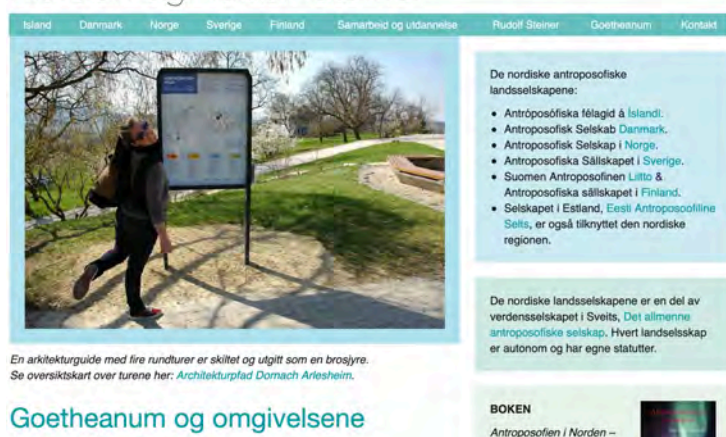 Island Danmark Norge Sverige Finland Samarbeid og utdannelse Rudolf Steiner Goetheanum Kontakt
De nordiske antroposofiske
landsselskapene:
• Antrópósófiska félagid á Íslandi.
• Antroposofisk Selskab Danmark.
• Antroposofisk Selskap i Norge.
• Antroposofiska Sällskapet i Sverige.
• Suomen Antroposofinen Liitto &
Antroposofiska sällskapet i Finland.
• Selskapet i Estland, Eesti Antroposoofiline
Selts, er også tilknyttet den nordiske
regionen.
De nordiske landsselskapene er en del av
verdensselskapet i Sveits, Det allmenne
antroposofiske selskap. Hvert landselsskap
er autonom og har egne statutter.
En arkitekturguide med fire rundturer er skiltet og utgitt som en brosjyre.
Se oversiktskart over turene her: Architekturpfad Dornach Arlesheim.
Goetheanum og omgivelsene
BOKEN
Antroposofien i Norden –